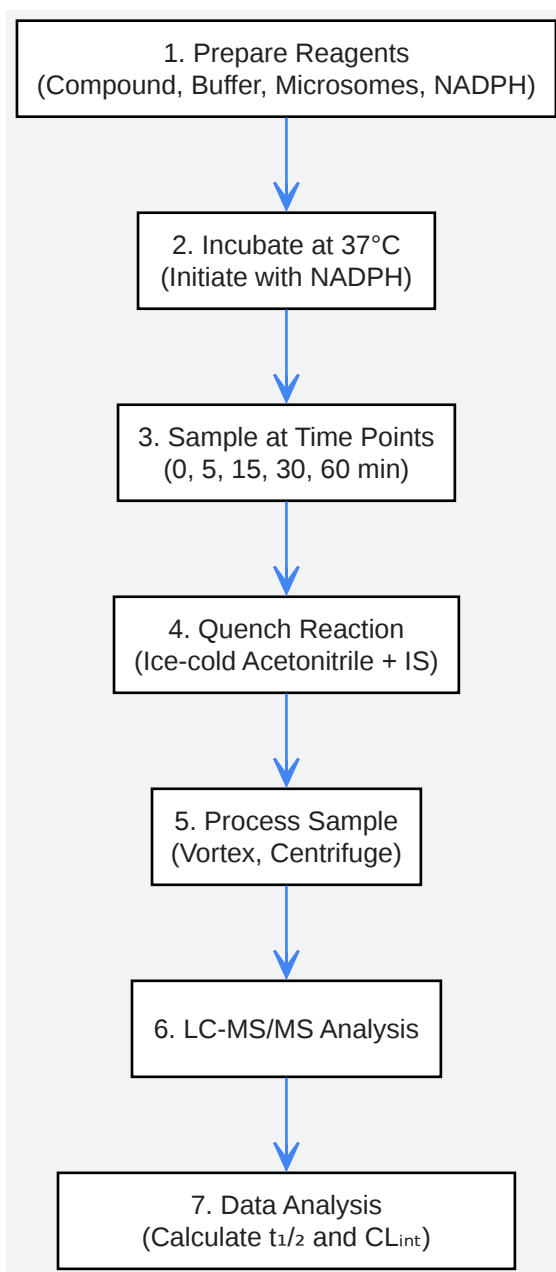 1. Prepare Reagents
(Compound, Buffer, Microsomes, NADPH)
2. Incubate at 37°C
(Initiate with NADPH)
3. Sample at Time Points
(0, 5, 15, 30, 60 min)
4. Quench Reaction
(Ice-cold Acetonitrile + IS)
5. Process Sample
(Vortex, Centrifuge)
6. LC-MS/MS Analysis
7. Data Analysis
(Calculate t₁/₂ and CLᵢₙₜ)